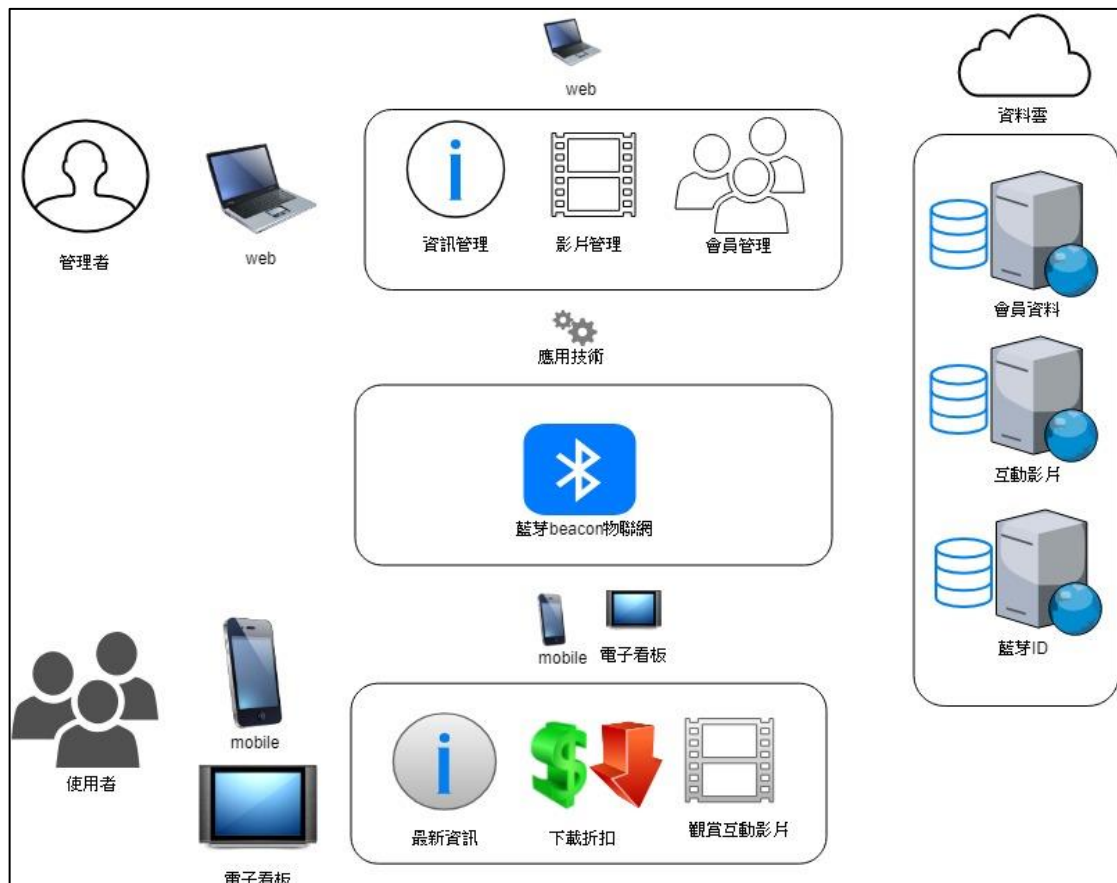 web
資料雲
管理者
web
資訊管理
影片管理
會員管理
會員資料
應用技術
互動影片
藍芽beacon物聯網
藍芽ID
mobile
電子看板
mobile
使用者
電子看板
最新資訊
下載折扣
觀賞互動影片